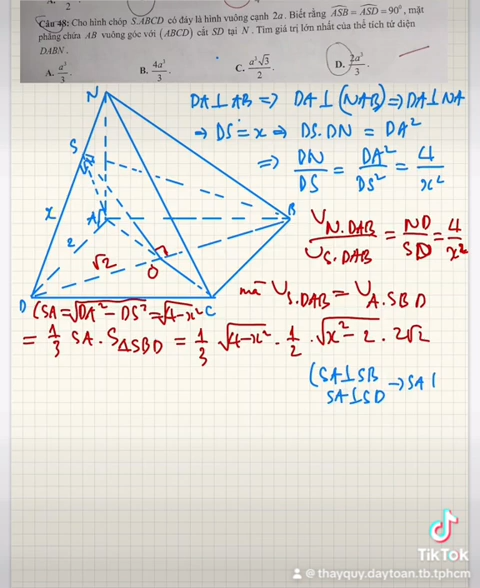 2
Câu 48: Cho hình chóp S.ABCD có đáy là hình vuông cạnh 2a. Biết rằng ASB = ASD = 90°, mặt
phẳng chứa AB vuông góc với (ABCD) cắt SD tại N. Tìm giá trị lớn nhất của thể tích tứ diện
DABN.
A. a³/3. B. 4a³/3. C. a³√3/2. D. 2a³/3.
N
DA⊥AB => DA⊥(NAB) => DA⊥NA
S
→ DS = x → DS.DN = DA²
=> DN/DS = DA²/DS² = 4/x²
x
A
B
2
V N.DAB / V S.DAB = ND/SD = 4/x²
√2
O
D
C
mà V S.DAB = V A.SBD
(SA = √DA² - DS² = √4-x²
= 1/3 SA. SΔSBD = 1/3 √4-x² . 1/2 . √x² - 2 . 2√2
(SA⊥SB → SA
SA⊥SD
TikTok
@ thayquy.daytoan.tb.tphcm